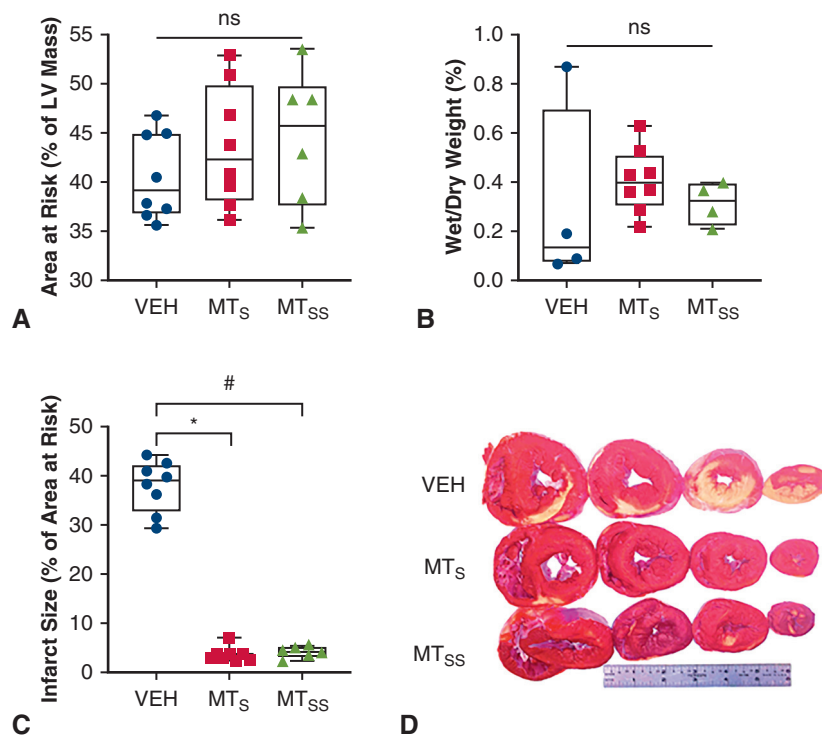 ns
Area at Risk (% of LV Mass)
55
50
45
40
35
30
VEH
MTS
MTSS
A
ns
Wet/Dry Weight (%)
1.0
0.8
0.6
0.4
0.2
0.0
VEH
MTS
MTSS
B
#
*
Infarct Size (% of Area at Risk)
50
40
30
20
10
0
VEH
MTS
MTSS
C
VEH
MTS
MTSS
D